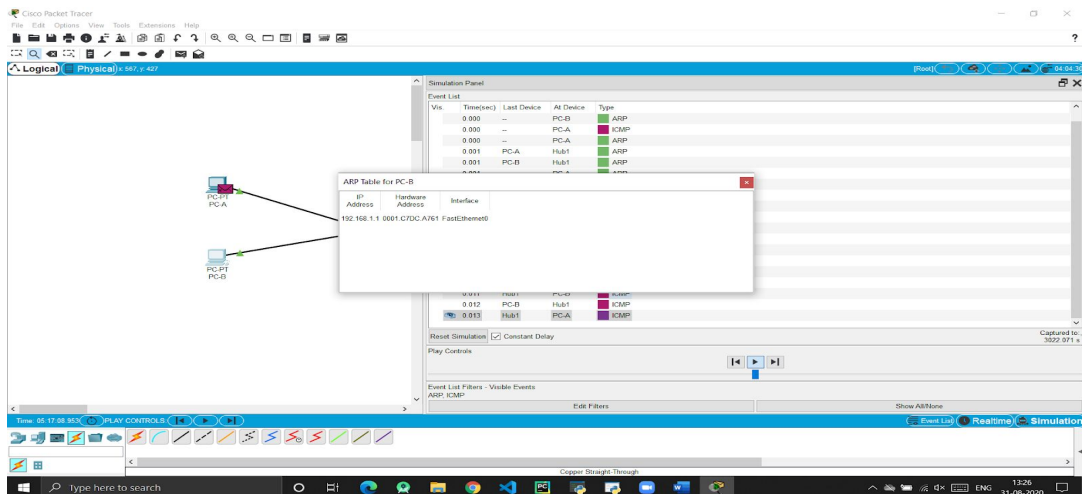 Cisco Packet Tracer
File Edit Options View Tools Extensions Help
?
Logical Physical x: 567, y: 427
[Root]
04:04:30
Simulation Panel
Event List
Vis. Time(sec) Last Device At Device Type
0.000 -- PC-B ARP
0.000 -- PC-A ICMP
0.000 -- PC-A ARP
0.001 PC-A Hub1 ARP
0.001 PC-B Hub1 ARP
ARP Table for PC-B
IP Address Hardware Address Interface
192.168.1.1 0001.C7DC.A761 FastEthernet0
PC-PT
PC-A
PC-PT
PC-B
0.011 Hub1 PC-B ICMP
0.012 PC-B Hub1 ICMP
0.013 Hub1 PC-A ICMP
Reset Simulation Constant Delay
Captured to:
3022.071 s
Play Controls
Event List Filters - Visible Events
ARP, ICMP
Edit Filters
Show All/None
Time: 05:17:08.953 PLAY CONTROLS:
Event List Realtime Simulation
Copper Straight-Through
Type here to search
ENG
13:26
31-08-2020